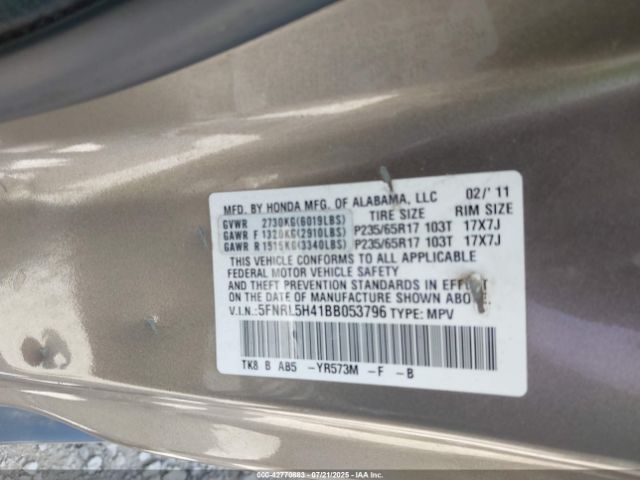 MFD. BY HONDA MFG. OF ALABAMA, LLC 02/'11
TIRE SIZE RIM SIZE
GVWR 2730KG(6019LBS)
GAWR F 1320KG(2910LBS) P235/65R17 103T 17X7J
GAWR R 1515KG(3340LBS) P235/65R17 103T 17X7J
THIS VEHICLE CONFORMS TO ALL APPLICABLE
FEDERAL MOTOR VEHICLE SAFETY
AND THEFT PREVENTION STANDARDS IN EFFECT
ON THE DATE OF MANUFACTURE SHOWN ABOVE.
V.I.N.: 5FNRL5H41BB053796 TYPE: MPV
TK8 B AB5 -YR573M -F -B
000-42770883 07/21/2025 Copyright IAA, LLC.